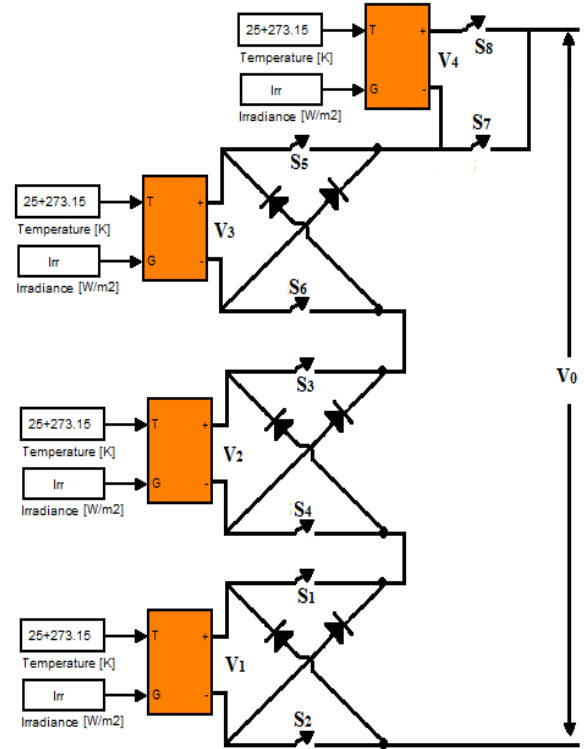 25+273.15
Temperature [K]
Irr
Irradiance [W/m2]
T
G
+
-
V4
S8
S7
S5
25+273.15
Temperature [K]
Irr
Irradiance [W/m2]
T
G
+
-
V3
S6
S3
V0
25+273.15
Temperature [K]
Irr
Irradiance [W/m2]
T
G
+
-
V2
S4
S1
25+273.15
Temperature [K]
Irr
Irradiance [W/m2]
T
G
+
-
V1
S2